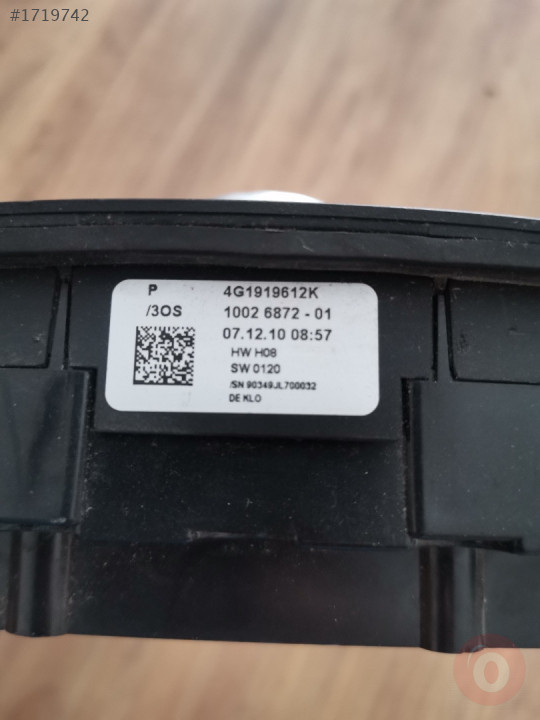 #1719742
P 4G1919612K
/3OS 1002 6872 - 01
07.12.10 08:57
HW H08
SW 0120
/SN 90349JL700032
DE KLO